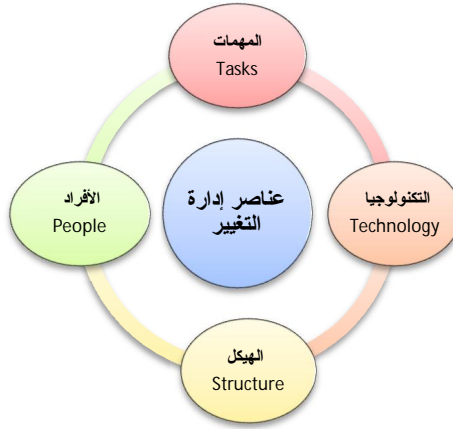 المهمات
Tasks
التكنولوجيا
Technology
الهيكل
Structure
الأفراد
People
عناصر إدارة
التغيير